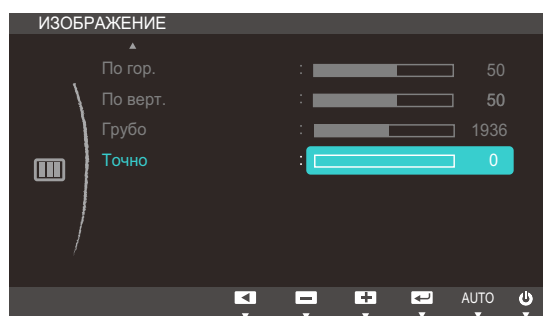 ИЗОБРАЖЕНИЕ
По гор. : 50
По верт. : 50
Грубо : 1936
Точно : 0
AUTO